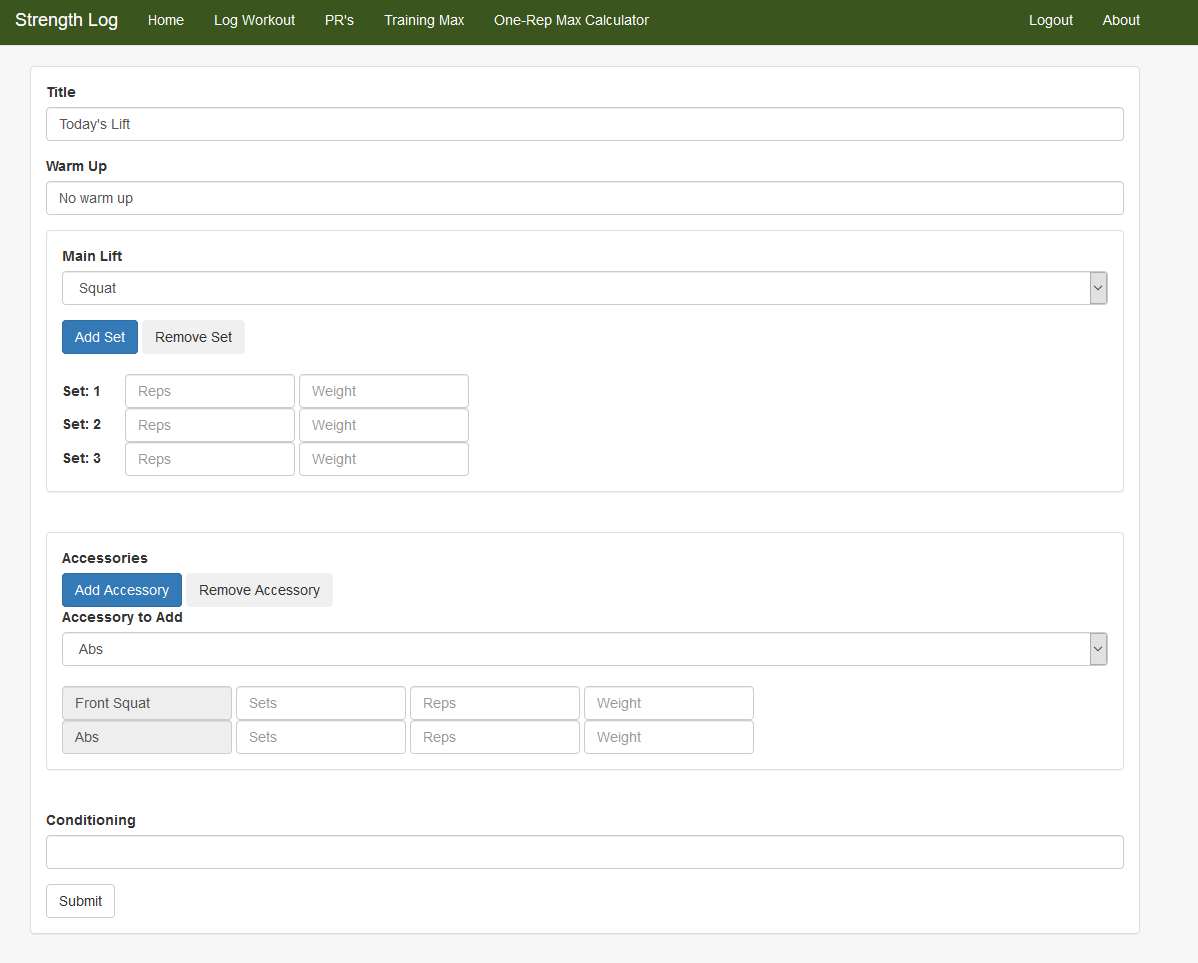 Strength Log Home Log Workout PR's Training Max One-Rep Max Calculator Logout About
Title
Today's Lift
Warm Up
No warm up
Main Lift
Squat
Add Set Remove Set
Set: 1 Reps Weight
Set: 2 Reps Weight
Set: 3 Reps Weight
Accessories
Add Accessory Remove Accessory
Accessory to Add
Abs
Front Squat Sets Reps Weight
Abs Sets Reps Weight
Conditioning
Submit